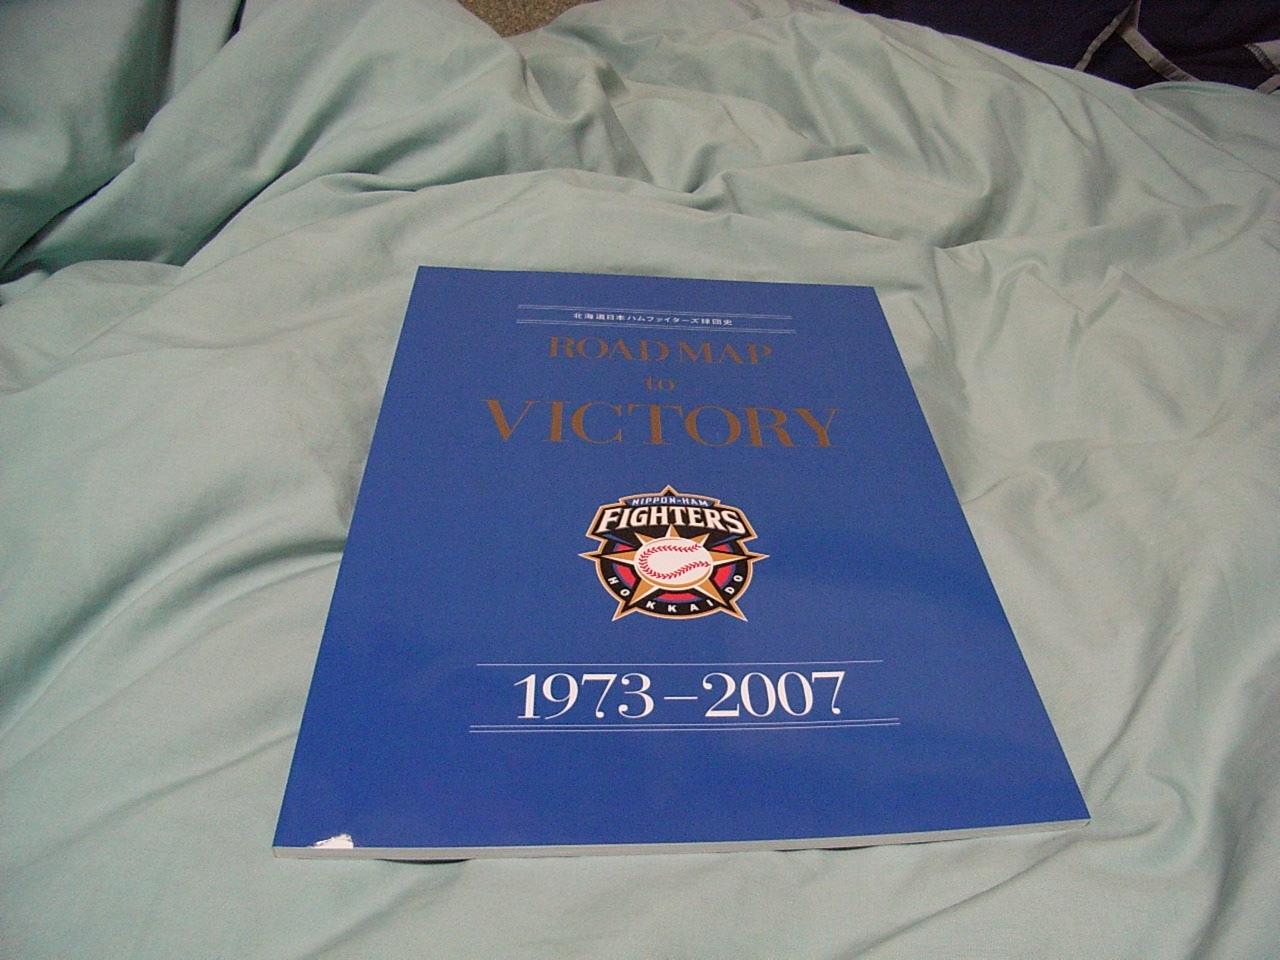 北海道日本ハムファイターズ球団史
ROAD MAP
to
VICTORY
NIPPON-HAM
FIGHTERS
HOKKAIDO
1973–2007